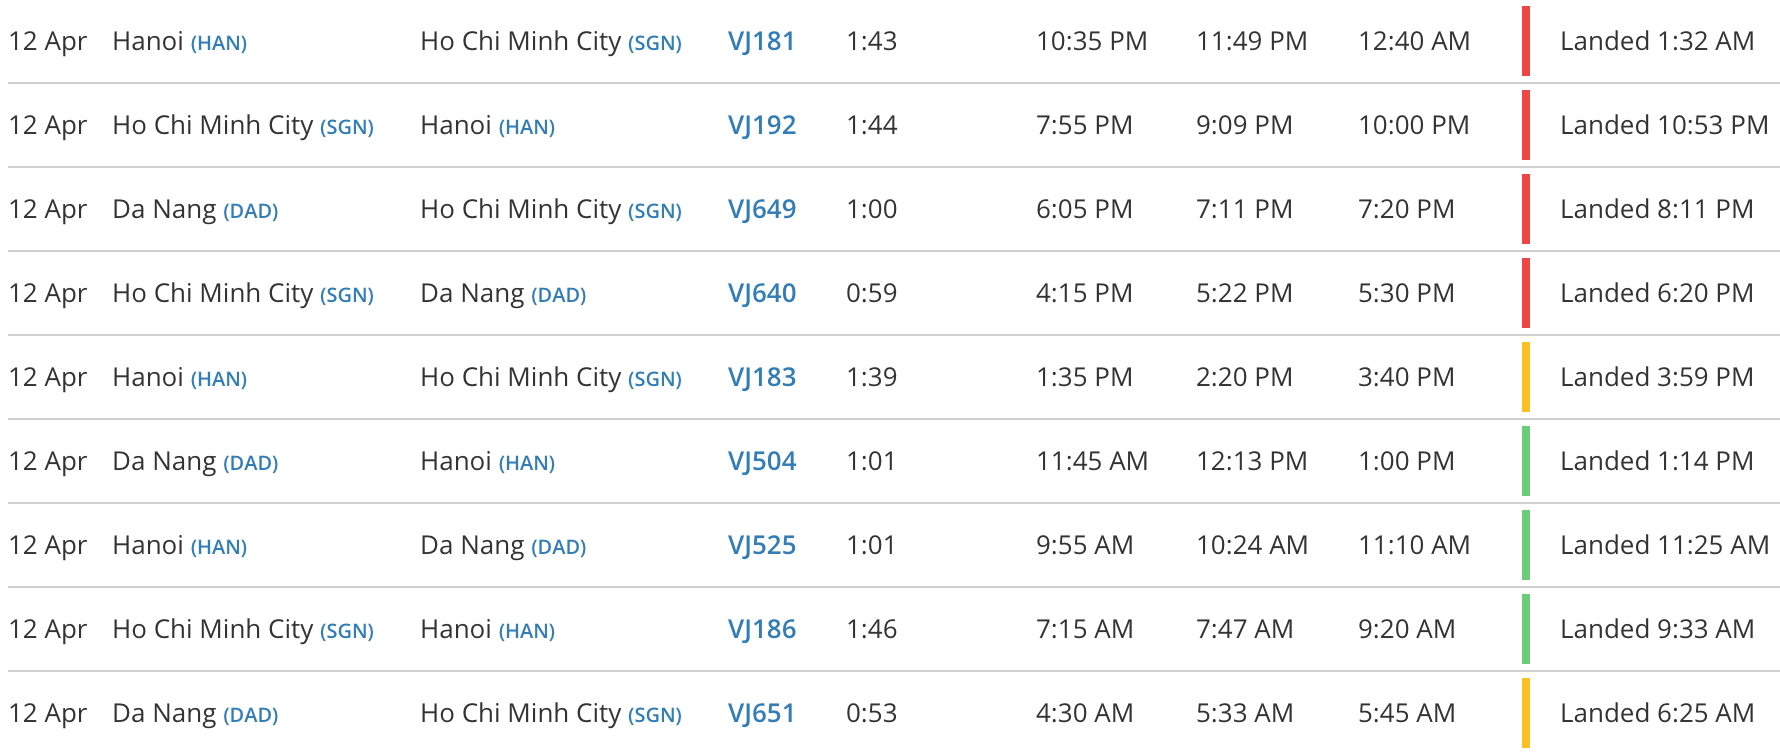 12 Apr Hanoi (HAN) Ho Chi Minh City (SGN) VJ181 1:43 10:35 PM 11:49 PM 12:40 AM Landed 1:32 AM
12 Apr Ho Chi Minh City (SGN) Hanoi (HAN) VJ192 1:44 7:55 PM 9:09 PM 10:00 PM Landed 10:53 PM
12 Apr Da Nang (DAD) Ho Chi Minh City (SGN) VJ649 1:00 6:05 PM 7:11 PM 7:20 PM Landed 8:11 PM
12 Apr Ho Chi Minh City (SGN) Da Nang (DAD) VJ640 0:59 4:15 PM 5:22 PM 5:30 PM Landed 6:20 PM
12 Apr Hanoi (HAN) Ho Chi Minh City (SGN) VJ183 1:39 1:35 PM 2:20 PM 3:40 PM Landed 3:59 PM
12 Apr Da Nang (DAD) Hanoi (HAN) VJ504 1:01 11:45 AM 12:13 PM 1:00 PM Landed 1:14 PM
12 Apr Hanoi (HAN) Da Nang (DAD) VJ525 1:01 9:55 AM 10:24 AM 11:10 AM Landed 11:25 AM
12 Apr Ho Chi Minh City (SGN) Hanoi (HAN) VJ186 1:46 7:15 AM 7:47 AM 9:20 AM Landed 9:33 AM
12 Apr Da Nang (DAD) Ho Chi Minh City (SGN) VJ651 0:53 4:30 AM 5:33 AM 5:45 AM Landed 6:25 AM